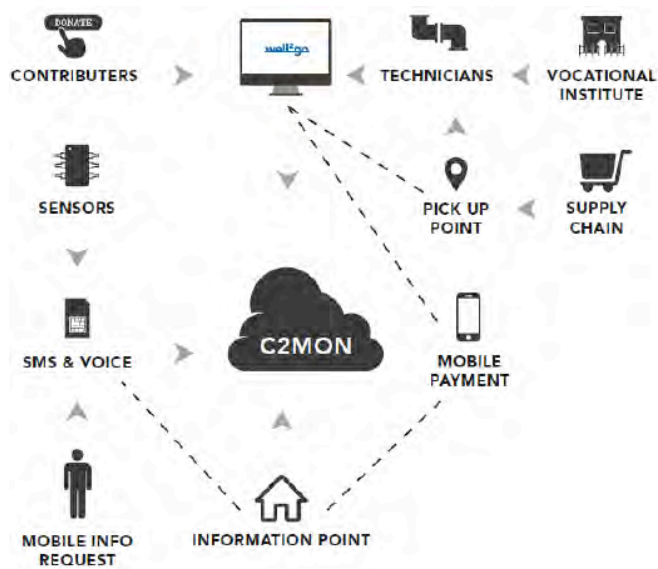 DONATE
well2go
CONTRIBUTERS
TECHNICIANS
VOCATIONAL
INSTITUTE
SENSORS
PICK UP
POINT
SUPPLY
CHAIN
C2MON
SMS & VOICE
MOBILE
PAYMENT
MOBILE INFO
REQUEST
INFORMATION POINT